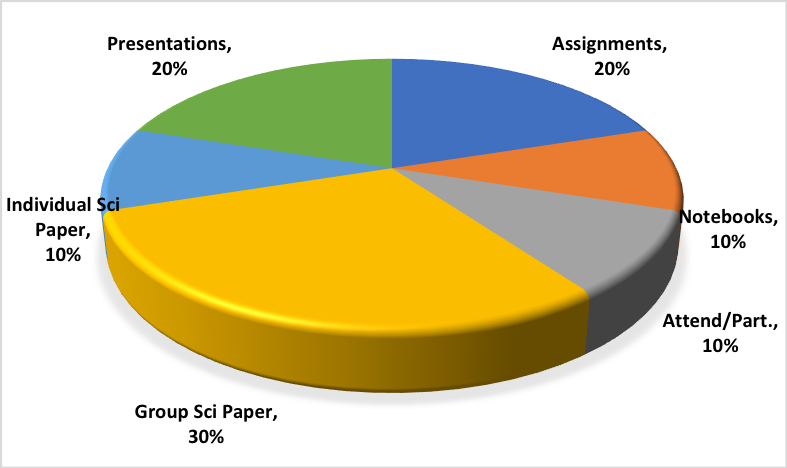 Presentations,
20%
Assignments,
20%
Individual Sci
Paper,
10%
Notebooks,
10%
Attend/Part.,
10%
Group Sci Paper,
30%